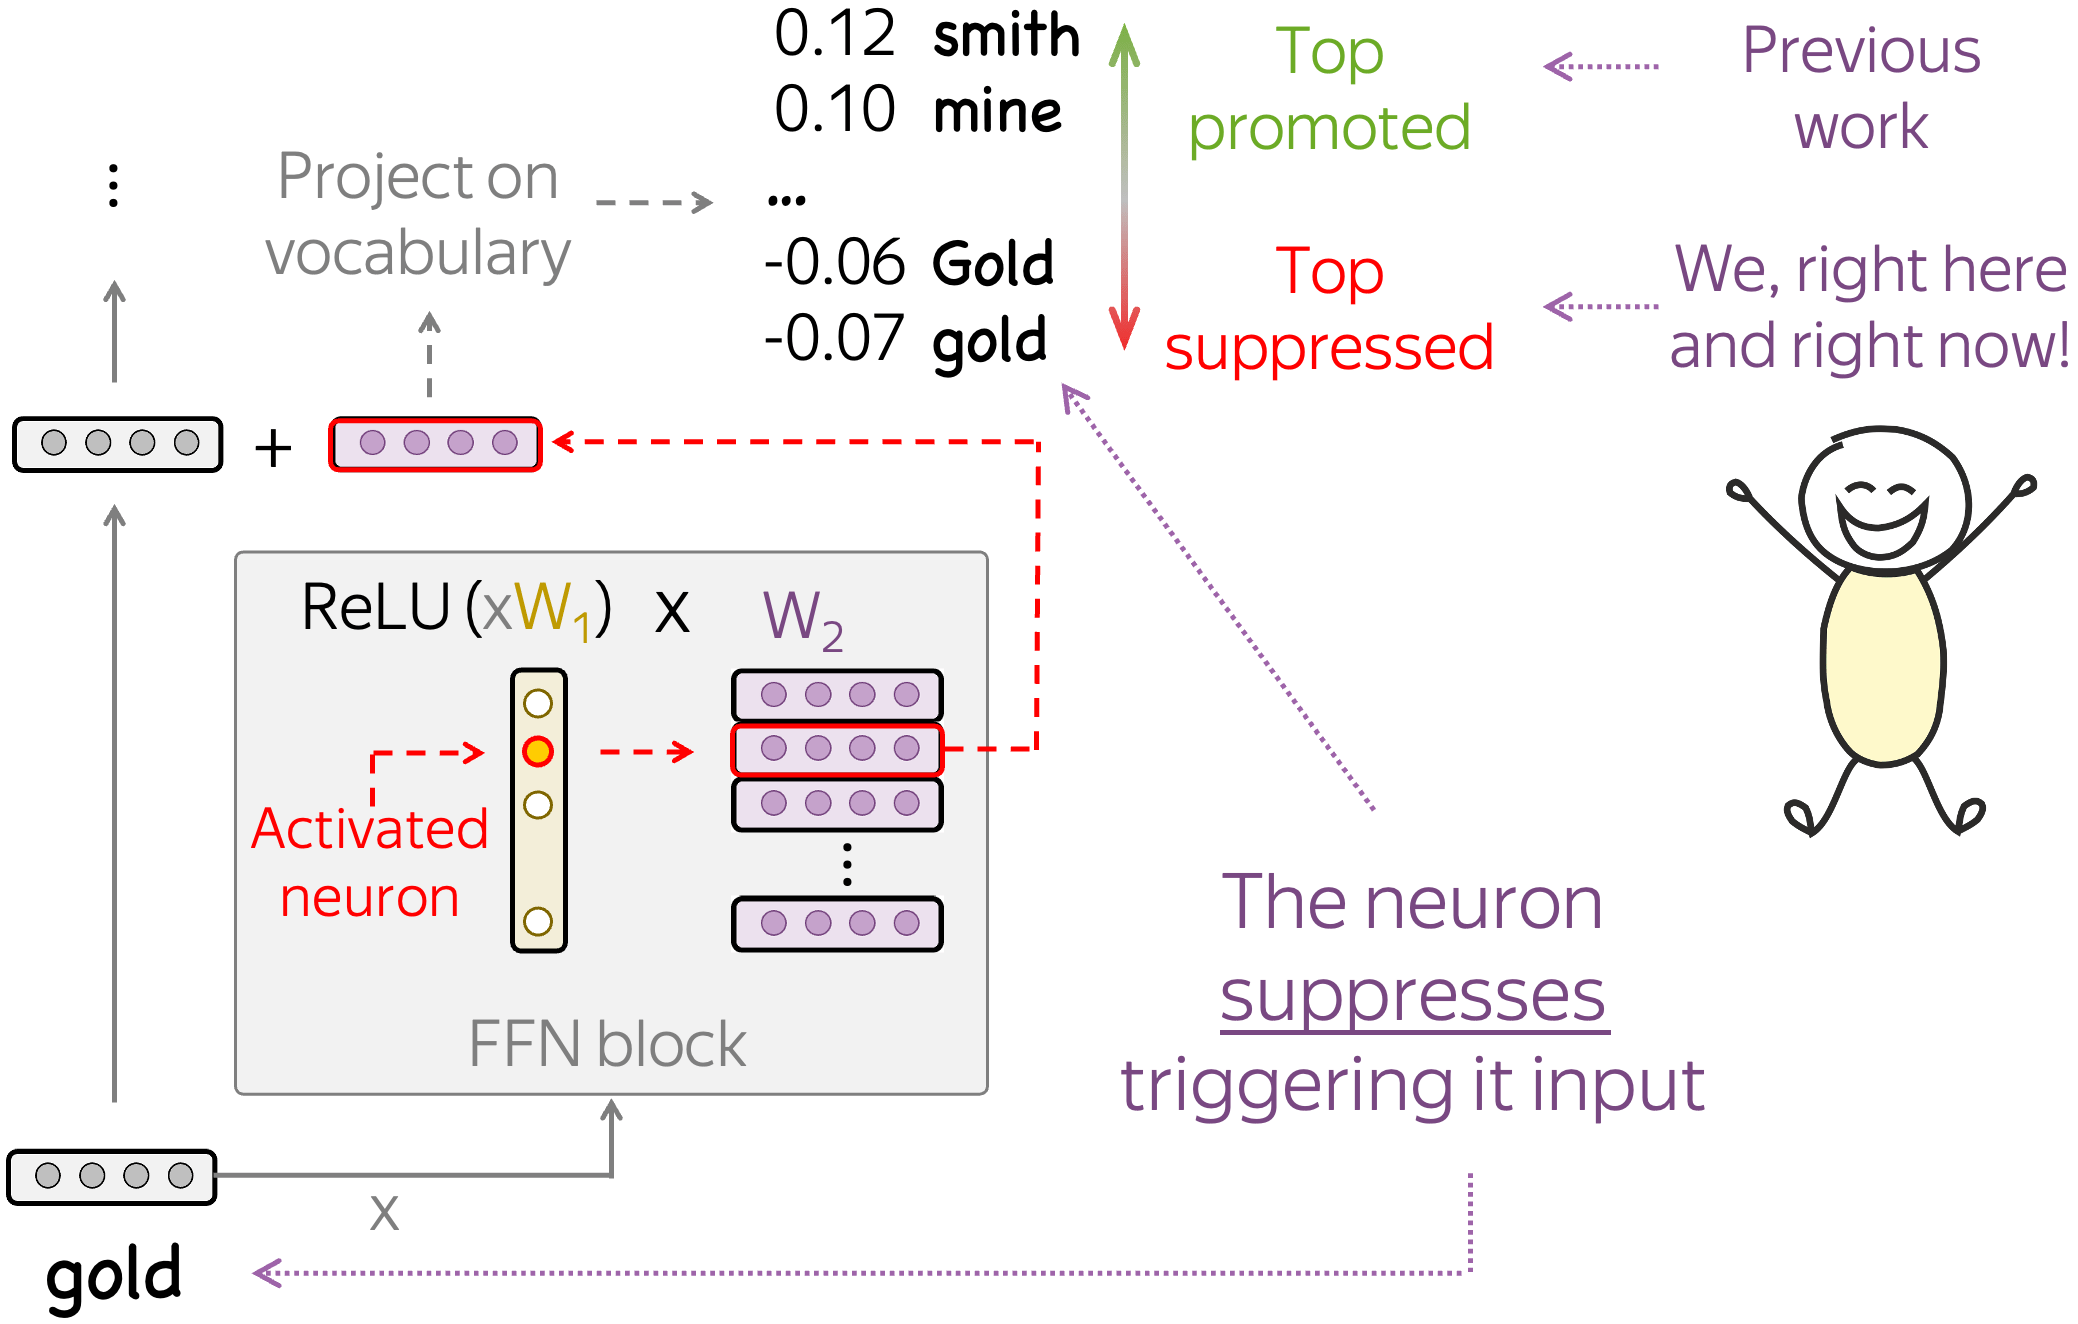 0.12 smith
0.10 mine
...
-0.06 Gold
-0.07 gold
Top
promoted
Previous
work
Top
suppressed
We, right here
and right now!
Project on
vocabulary
+
ReLU (xW1) x W2
Activated
neuron
FFN block
The neuron
suppresses
triggering it input
x
gold